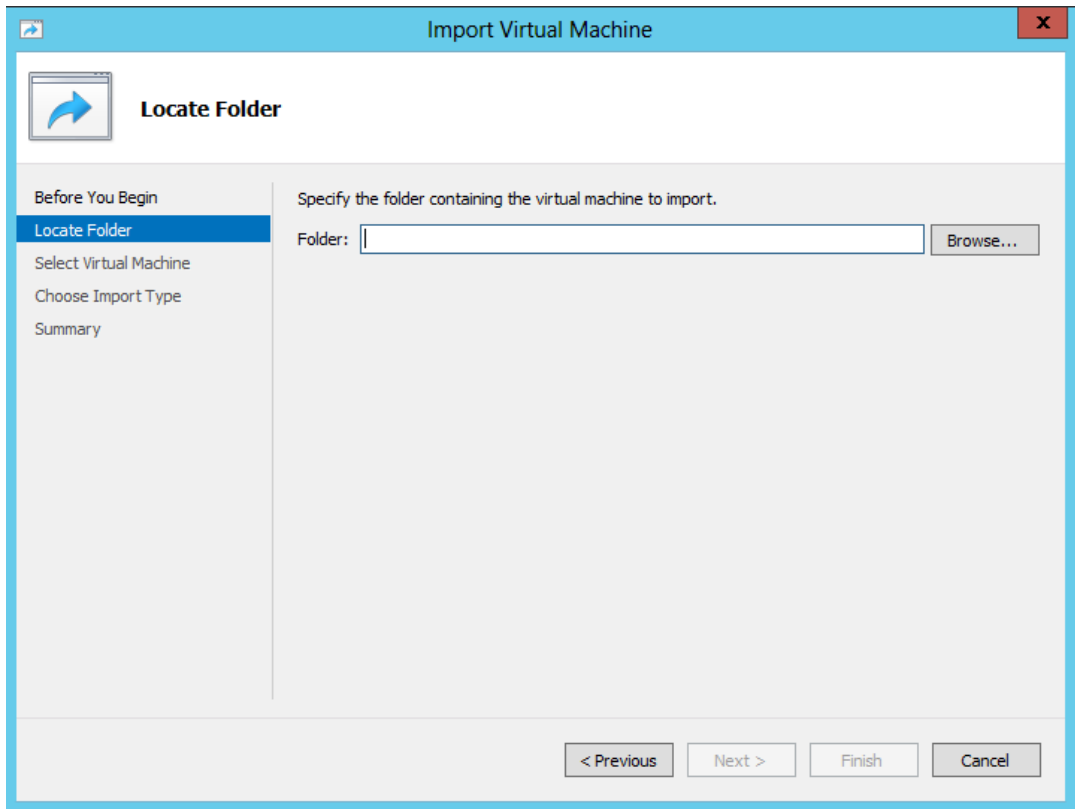 Import Virtual Machine
x
Locate Folder
Before You Begin
Locate Folder
Select Virtual Machine
Choose Import Type
Summary
Specify the folder containing the virtual machine to import.
Folder:
Browse...
< Previous
Next >
Finish
Cancel